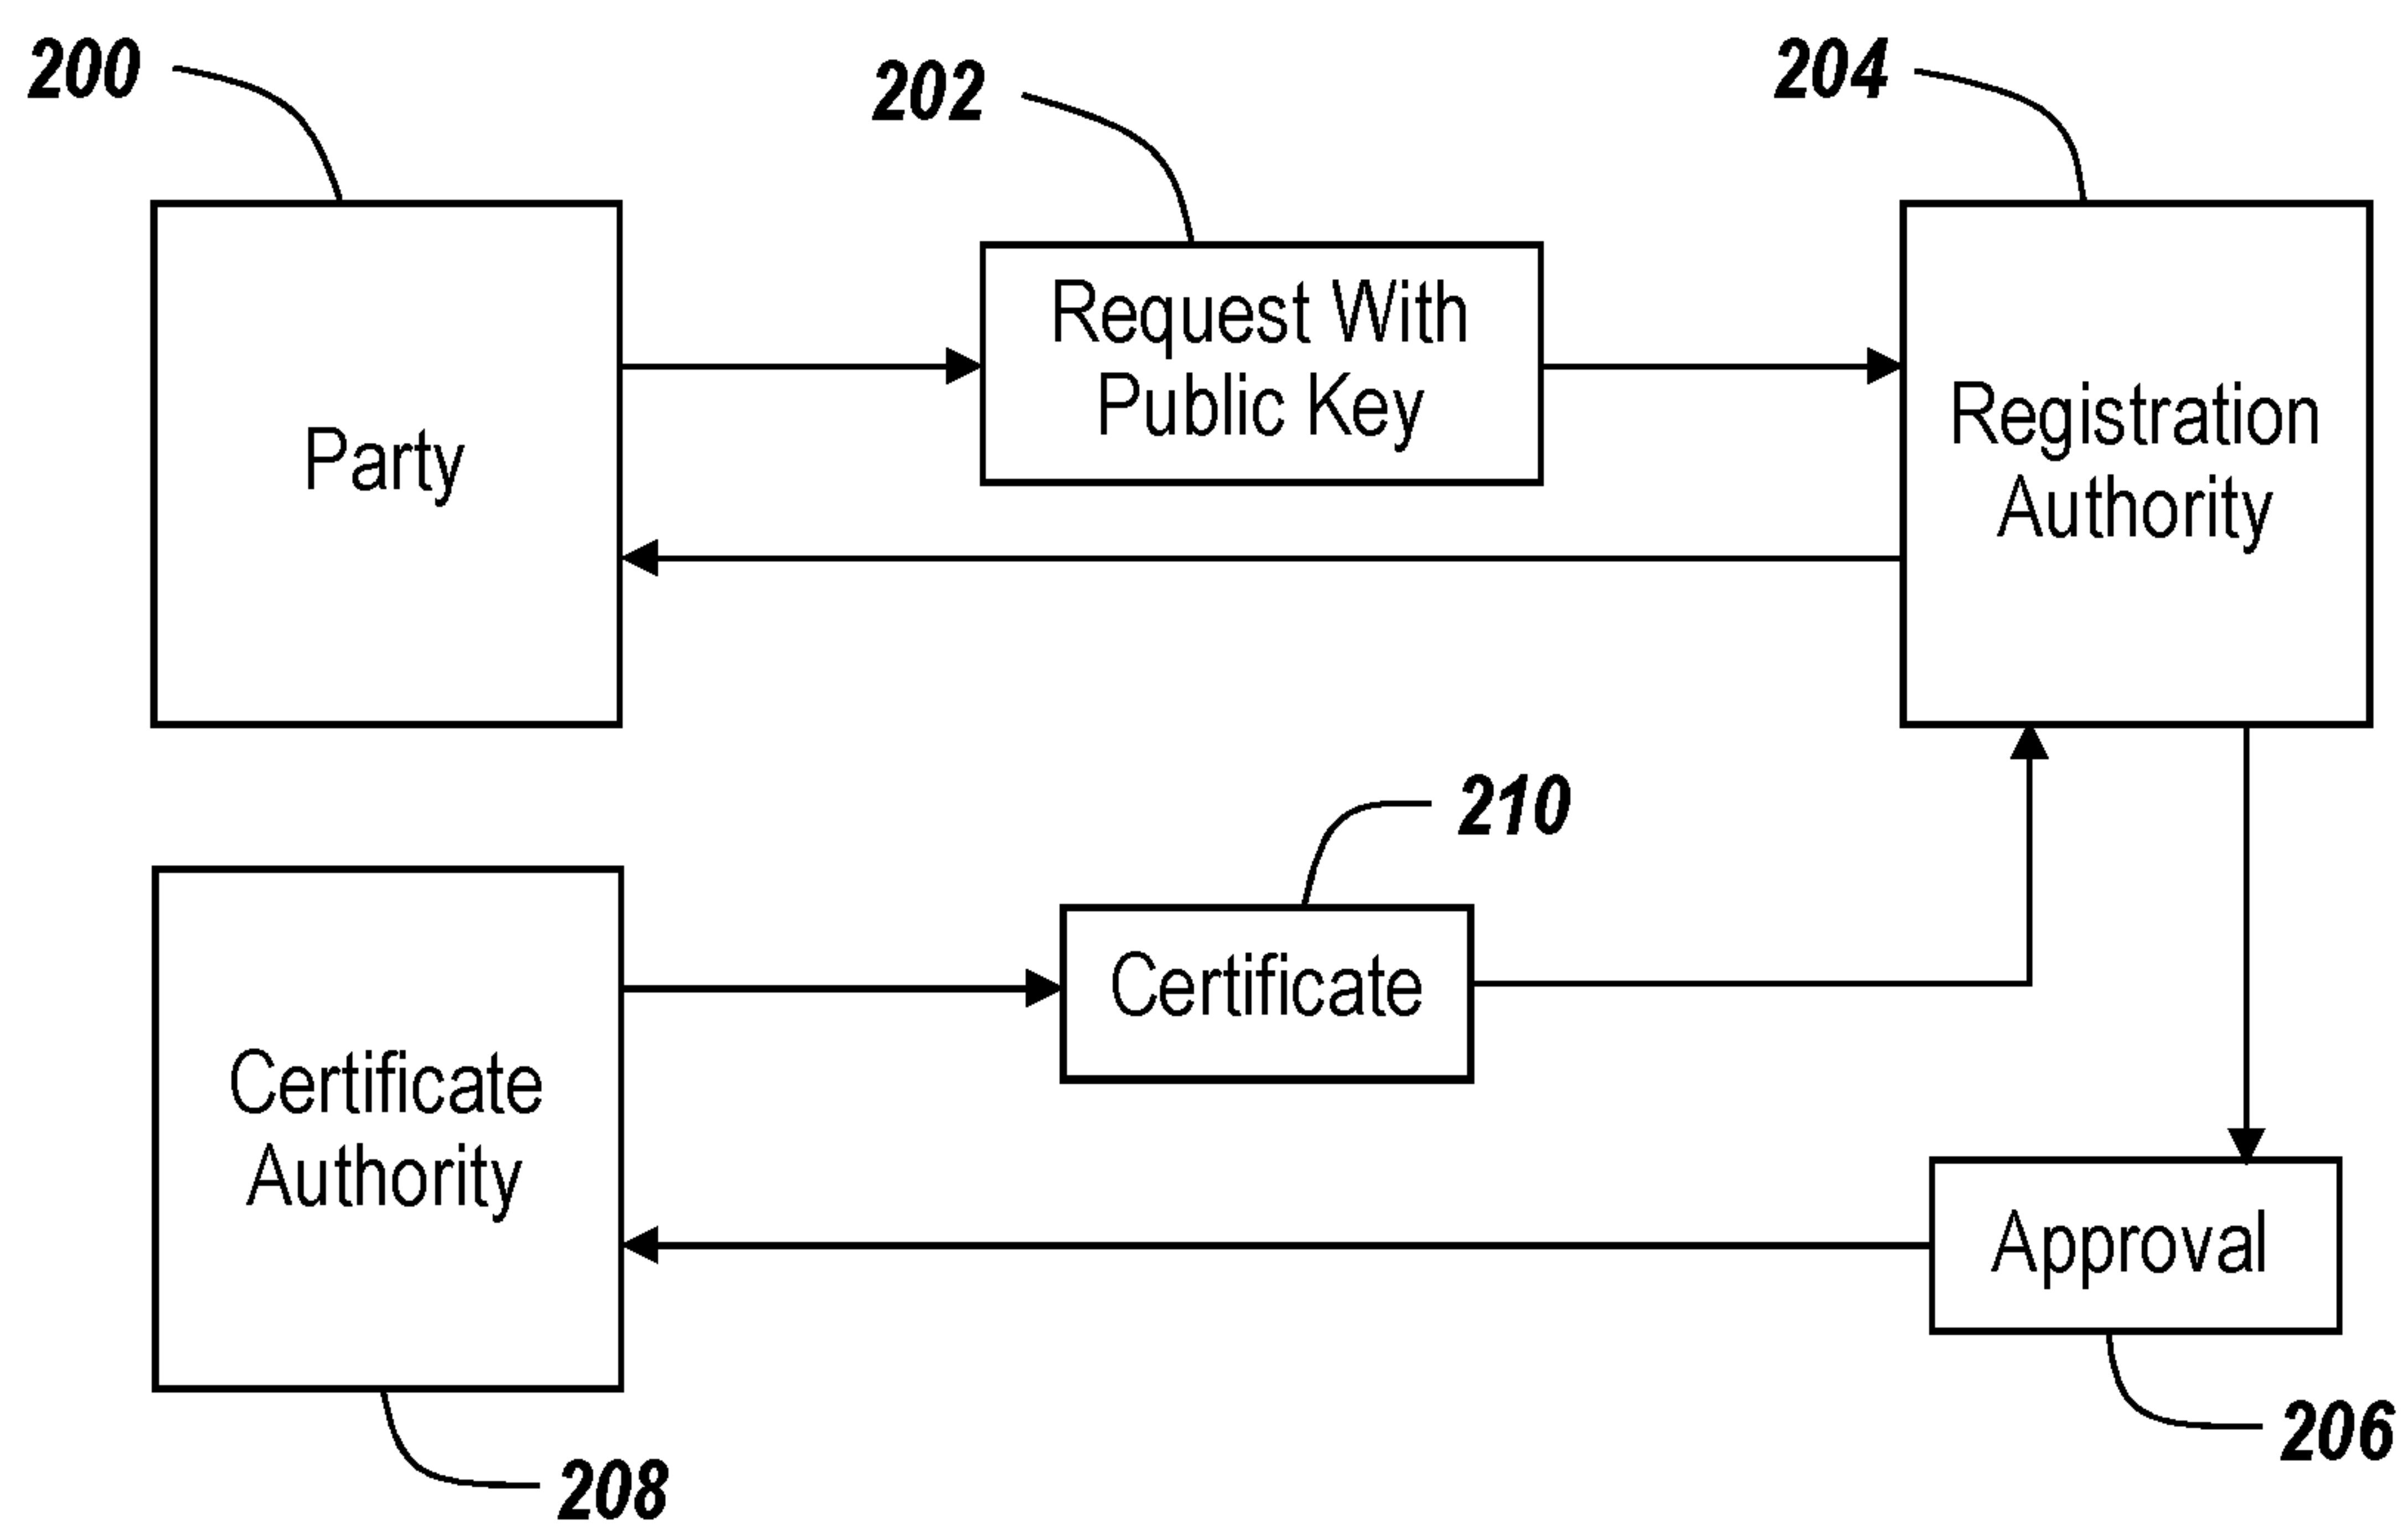 200
202
204
Request With
Public Key
Party
Registration
Authority
210
Certificate
Certificate
Authority
Approval
206
208